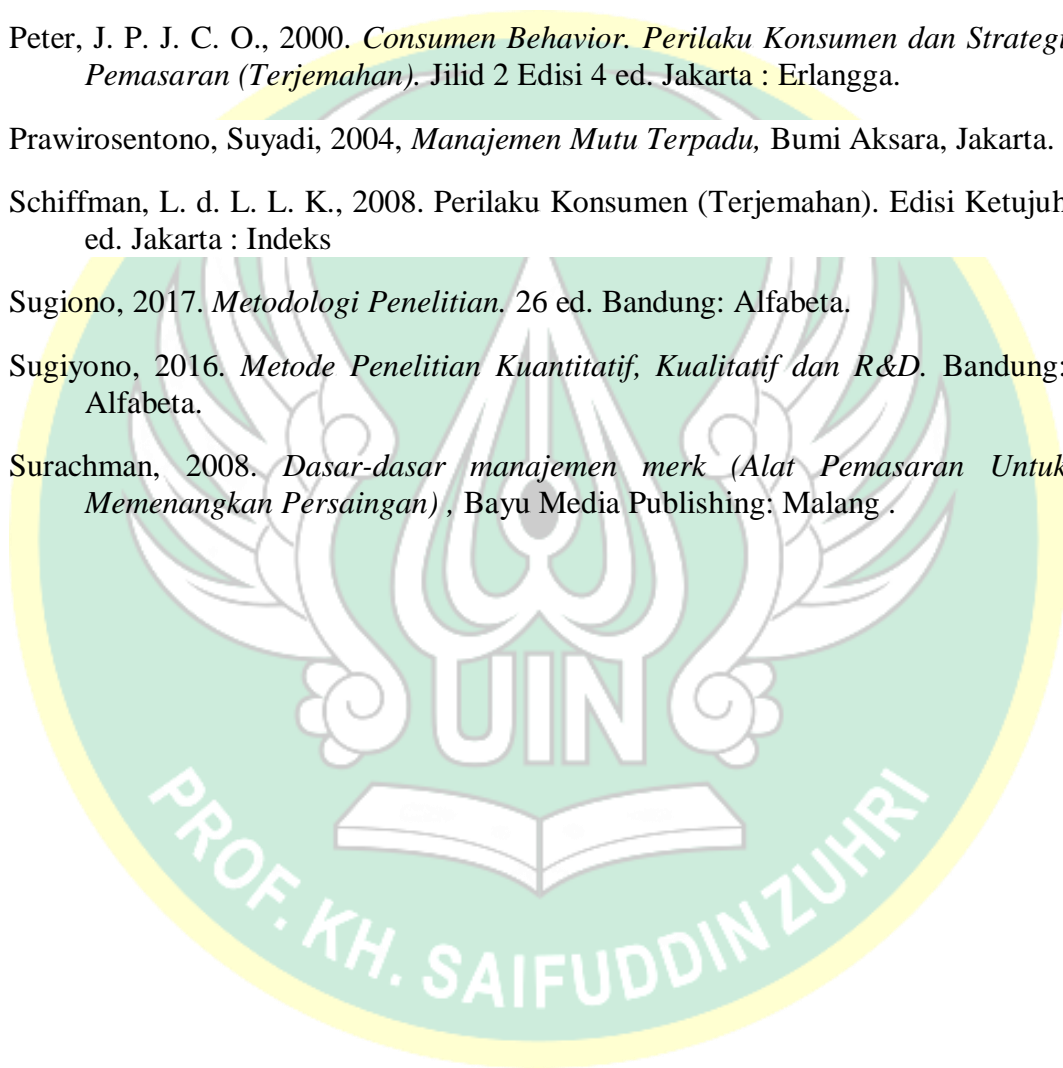 Peter, J. P. J. C. O., 2000. Consumen Behavior. Perilaku Konsumen dan Strategi
Pemasaran (Terjemahan). Jilid 2 Edisi 4 ed. Jakarta : Erlangga.
Prawirosentono, Suyadi, 2004, Manajemen Mutu Terpadu, Bumi Aksara, Jakarta.
Schiffman, L. d. L. L. K., 2008. Perilaku Konsumen (Terjemahan). Edisi Ketujuh
ed. Jakarta : Indeks
Sugiono, 2017. Metodologi Penelitian. 26 ed. Bandung: Alfabeta.
Sugiyono, 2016. Metode Penelitian Kuantitatif, Kualitatif dan R&D. Bandung:
Alfabeta.
Surachman, 2008. Dasar-dasar manajemen merk (Alat Pemasaran Untuk
Memenangkan Persaingan) , Bayu Media Publishing: Malang .
UIN
PROF. KH. SAIFUDDIN ZUHRI